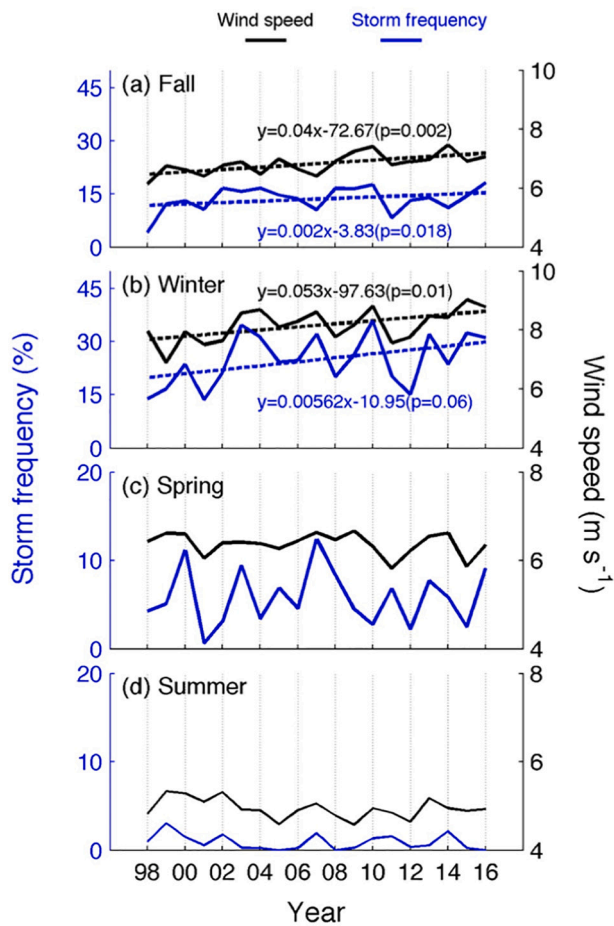 Wind speed Storm frequency
(a) Fall
45
30
15
0
10
8
6
4
y=0.04x-72.67(p=0.002)
y=0.002x-3.83(p=0.018)
(b) Winter
45
30
15
0
10
8
6
4
y=0.053x-97.63(p=0.01)
y=0.00562x-10.95(p=0.06)
(c) Spring
20
10
0
8
6
4
(d) Summer
20
10
0
8
6
4
98 00 02 04 06 08 10 12 14 16
Year
Storm frequency (%)
Wind speed (m s-1)